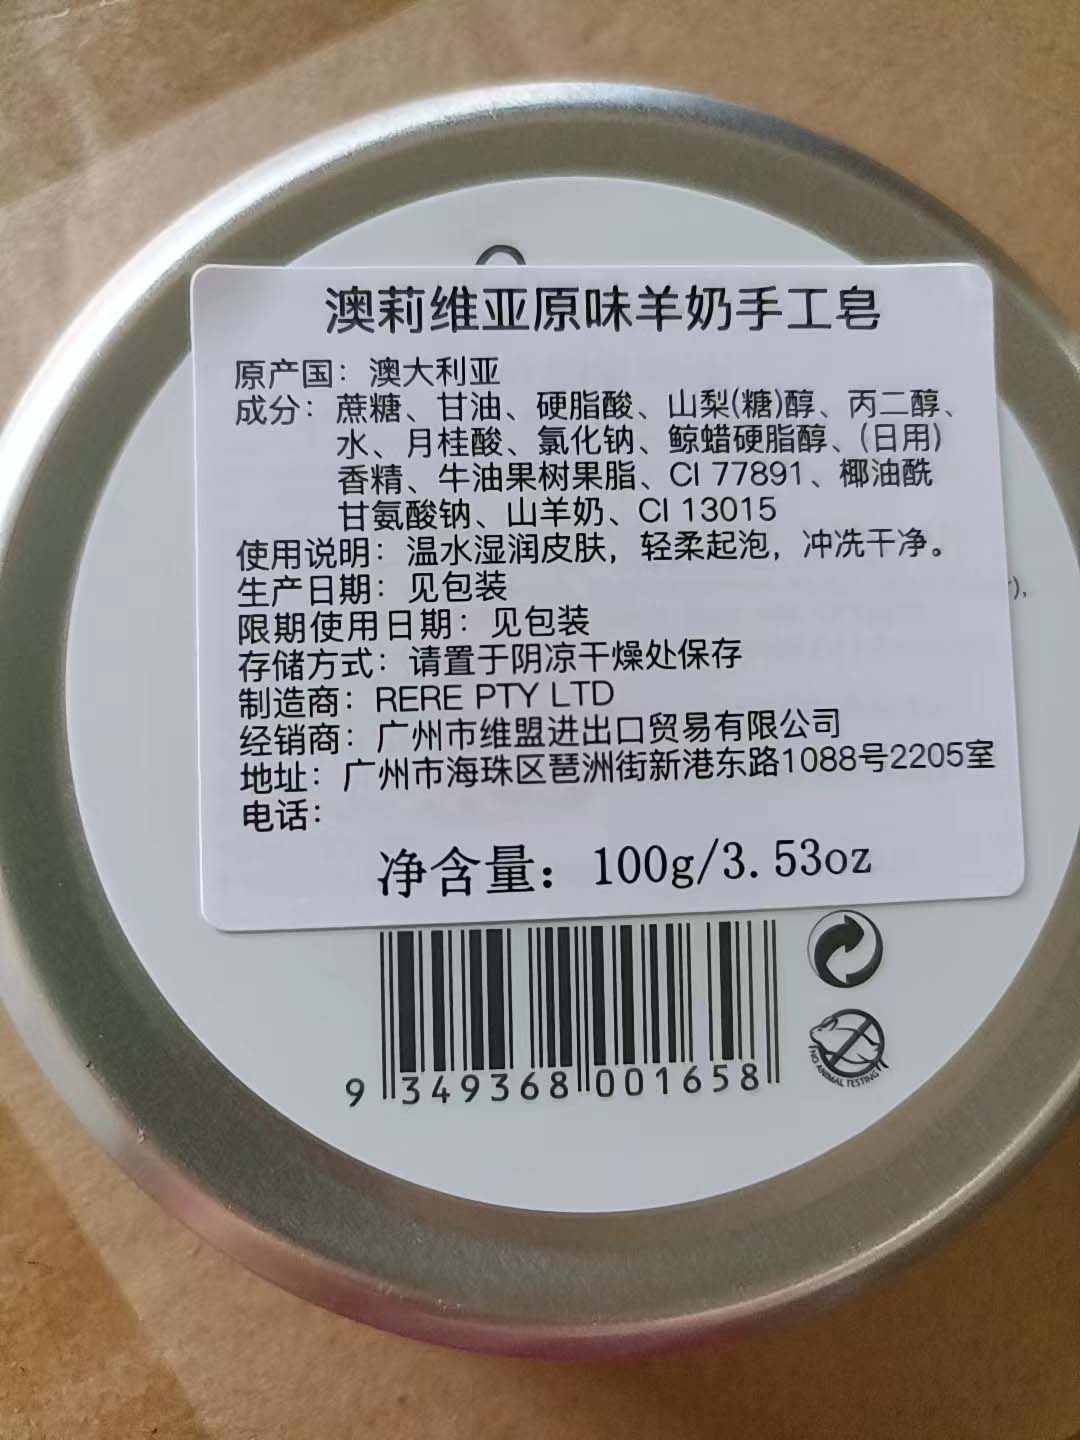 澳莉维亚原味羊奶手工皂
原产国：澳大利亚
成分：蔗糖、甘油、硬脂酸、山梨(糖)醇、丙二醇、
水、月桂酸、氯化钠、鲸蜡硬脂醇、(日用)
香精、牛油果树果脂、CI 77891、椰油酰
甘氨酸钠、山羊奶、CI 13015
使用说明：温水湿润皮肤，轻柔起泡，冲洗干净。
生产日期：见包装
限期使用日期：见包装
存储方式：请置于阴凉干燥处保存
制造商：RERE PTY LTD
经销商：广州市维盟进出口贸易有限公司
地址：广州市海珠区琶洲街新港东路1088号2205室
电话：
净含量：100g/3.53oz
9 349368 001658
NO ANIMAL TESTING